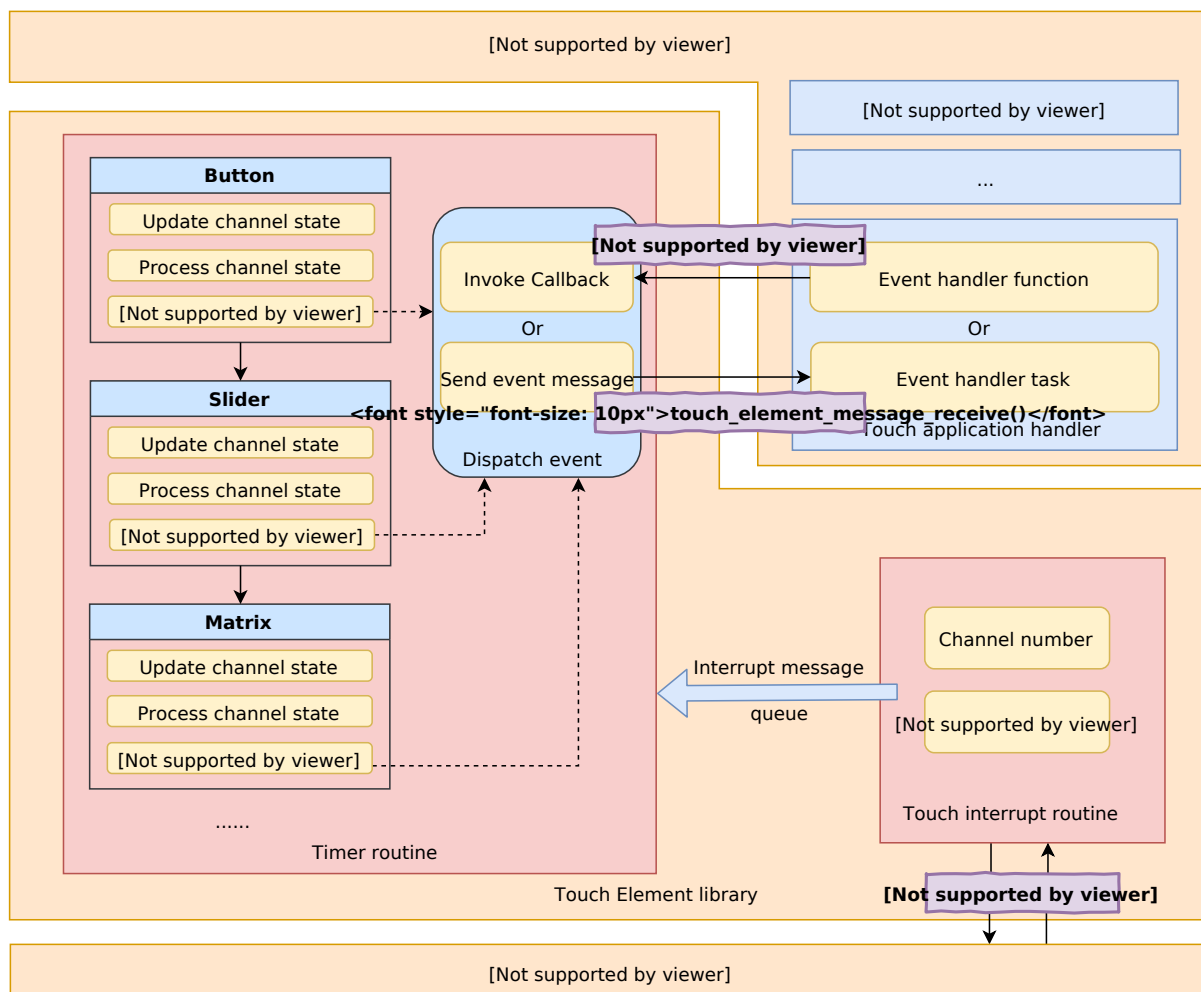 [Not supported by viewer]
[Not supported by viewer]
...
Button
Update channel state
Process channel state
[Not supported by viewer]
Slider
Update channel state
Process channel state
[Not supported by viewer]
Matrix
Update channel state
Process channel state
[Not supported by viewer]
......
Timer routine
Invoke Callback
Or
Send event message
Dispatch event
[Not supported by viewer]
<font style="font-size: 10px">touch_element_message_receive()</font>
Event handler function
Or
Event handler task
Touch application handler
Interrupt message
queue
Channel number
[Not supported by viewer]
Touch interrupt routine
[Not supported by viewer]
Touch Element library
[Not supported by viewer]